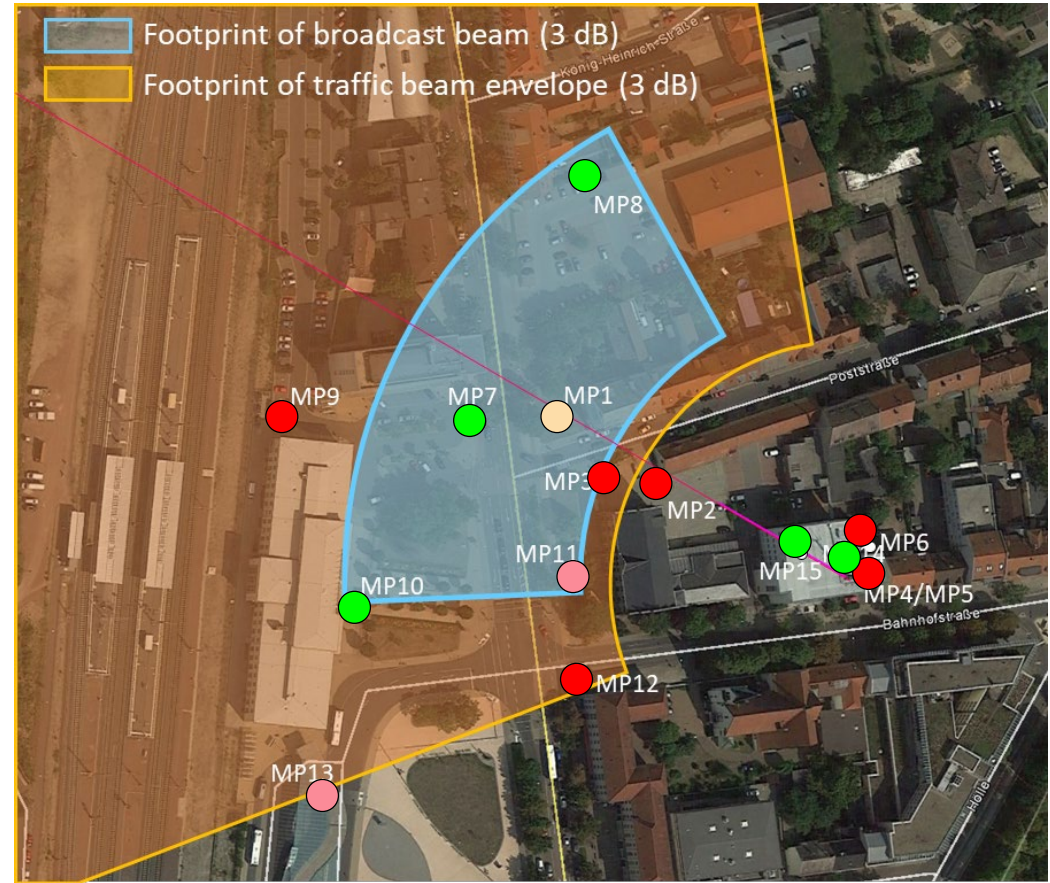 Footprint of broadcast beam (3 dB)
König-Heinrich-Straße
Footprint of traffic beam envelope (3 dB)
MP8
Poststraße
MP9
MP7
MP1
MP3
MP2
MP6
MP11
MP15
MP10
MP4/MP5
Bahnhofstraße
MP12
MP13
Hölle